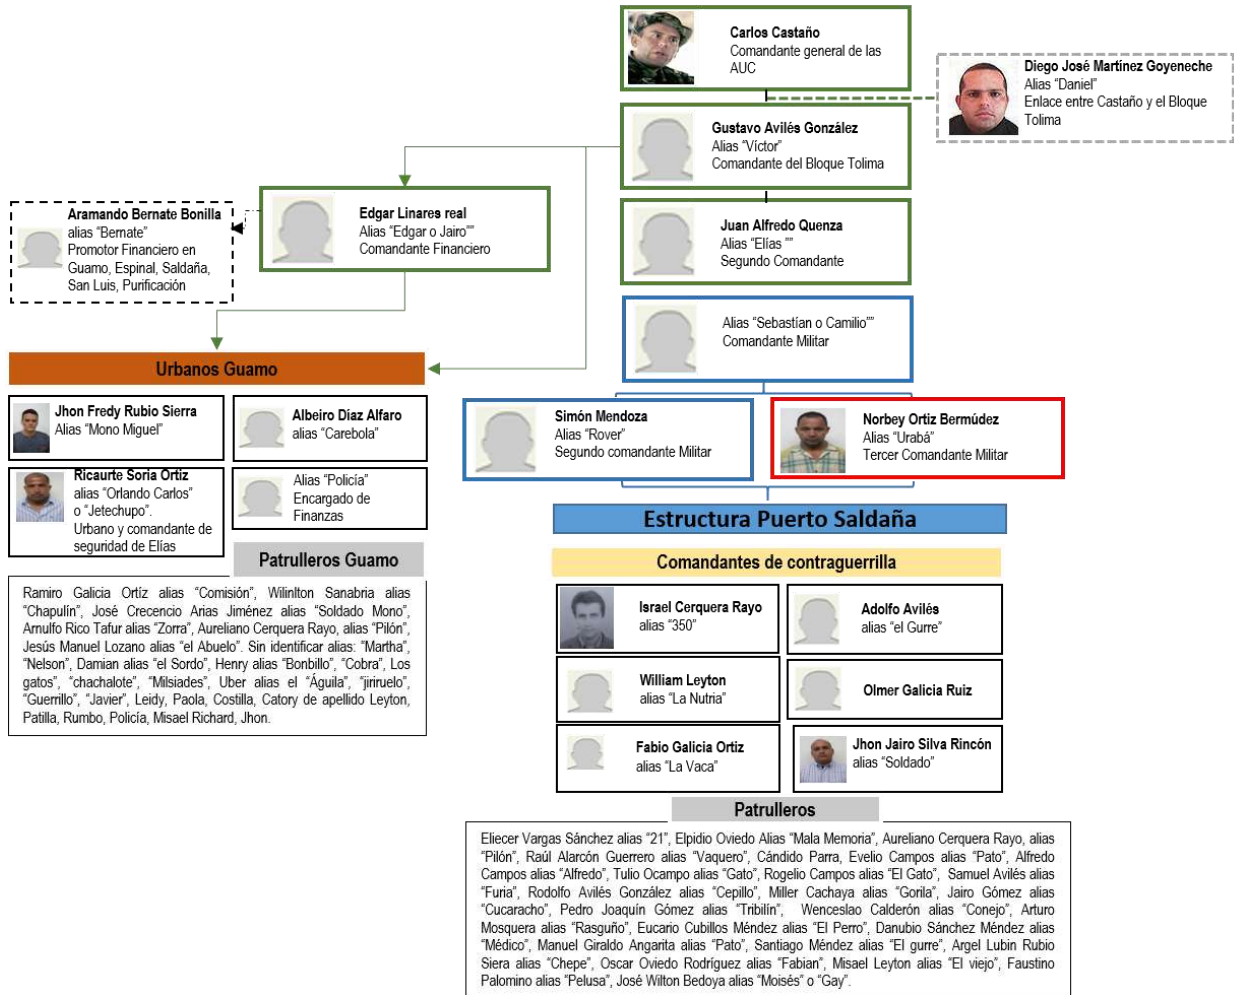 Carlos Castaño
Comandante general de las
AUC
Diego José Martínez Goyeneche
Alias “Daniel”
Enlace entre Castaño y el Bloque
Tolima
Gustavo Avilés González
Alias “Víctor”
Comandante del Bloque Tolima
Aramando Bernate Bonilla
alias “Bernate”
Promotor Financiero en
Guamo, Espinal, Saldaña,
San Luis, Purificación
Edgar Linares real
Alias “Edgar o Jairo””
Comandante Financiero
Juan Alfredo Quenza
Alias “Elías ””
Segundo Comandante
Alias “Sebastían o Camilio””
Comandante Militar
Urbanos Guamo
Jhon Fredy Rubio Sierra
Alias “Mono Miguel”
Albeiro Diaz Alfaro
alias “Carebola”
Ricaurte Soria Ortiz
alias “Orlando Carlos”
o “Jetechupo”.
Urbano y comandante de
seguridad de Elías
Alias “Policía”
Encargado de
Finanzas
Patrulleros Guamo
Ramiro Galicia Ortíz alias “Comisión”, Wilinlton Sanabria alias
“Chapulín”, José Crecencio Arias Jiménez alias “Soldado Mono”,
Arnulfo Rico Tafur alias “Zorra”, Aureliano Cerquera Rayo, alias “Pilón”,
Jesús Manuel Lozano alias “el Abuelo”. Sin identificar alias: “Martha”,
“Nelson”, Damian alias “el Sordo”, Henry alias “Bonbillo”, “Cobra”, Los
gatos”, “chachalote”, “Milsiades”, Uber alias el “Águila”, “jiriruelo”,
“Guerrillo”, “Javier”, Leidy, Paola, Costilla, Catory de apellido Leyton,
Patilla, Rumbo, Policía, Misael Richard, Jhon.
Simón Mendoza
Alias “Rover”
Segundo comandante Militar
Norbey Ortiz Bermúdez
Alias “Urabá”
Tercer Comandante Militar
Estructura Puerto Saldaña
Comandantes de contraguerrilla
Israel Cerquera Rayo
alias “350”
Adolfo Avilés
alias “el Gurre”
William Leyton
alias “La Nutria”
Olmer Galicia Ruiz
Fabio Galicia Ortiz
alias “La Vaca”
Jhon Jairo Silva Rincón
alias “Soldado”
Patrulleros
Eliecer Vargas Sánchez alias “21”, Elpidio Oviedo Alias “Mala Memoria”, Aureliano Cerquera Rayo, alias
“Pilón”, Raúl Alarcón Guerrero alias “Vaquero”, Cándido Parra, Evelio Campos alias “Pato”, Alfredo
Campos alias “Alfredo”, Tulio Ocampo alias “Gato”, Rogelio Campos alias “El Gato”, Samuel Avilés alias
“Furia”, Rodolfo Avilés González alias “Cepillo”, Miller Cachaya alias “Gorila”, Jairo Gómez alias
“Cucaracho”, Pedro Joaquín Gómez alias “Tribilín”, Wenceslao Calderón alias “Conejo”, Arturo
Mosquera alias “Rasguño”, Eucario Cubillos Méndez alias “El Perro”, Danubio Sánchez Méndez alias
“Médico”, Manuel Giraldo Angarita alias “Pato”, Santiago Méndez alias “El gurre”, Argel Lubin Rubio
Siera alias “Chepe”, Oscar Oviedo Rodríguez alias “Fabian”, Misael Leyton alias “El viejo”, Faustino
Palomino alias “Pelusa”, José Wilton Bedoya alias “Moisés” o “Gay”.